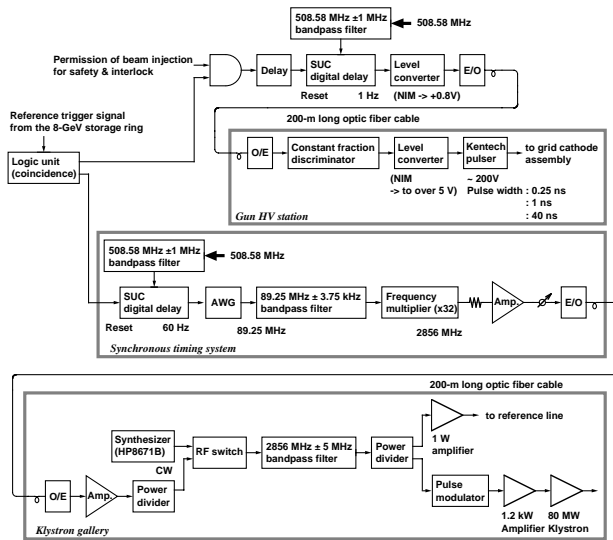 508.58 MHz ±1 MHz
bandpass filter
508.58 MHz
Permission of beam injection
for safety & interlock
Delay
SUC
digital delay
Level
converter
E/O
Reset
1 Hz
(NIM -> +0.8V)
200-m long optic fiber cable
Reference trigger signal
from the 8-GeV storage ring
Logic unit
(coincidence)
O/E
Constant fraction
discriminator
Level
converter
Kentech
pulser
to grid cathode
assembly
(NIM
-> to over 5 V)
~ 200V
Pulse width : 0.25 ns
: 1 ns
: 40 ns
Gun HV station
508.58 MHz ±1 MHz
bandpass filter
508.58 MHz
SUC
digital delay
AWG
89.25 MHz ± 3.75 kHz
bandpass filter
Frequency
multiplier (x32)
Amp.
E/O
Reset
60 Hz
89.25 MHz
2856 MHz
Synchronous timing system
200-m long optic fiber cable
Synthesizer
(HP8671B)
CW
RF switch
2856 MHz ± 5 MHz
bandpass filter
Power
divider
1 W
amplifier
to reference line
O/E
Amp.
Power
divider
Pulse
modulator
1.2 kW
Amplifier
80 MW
Klystron
Klystron gallery